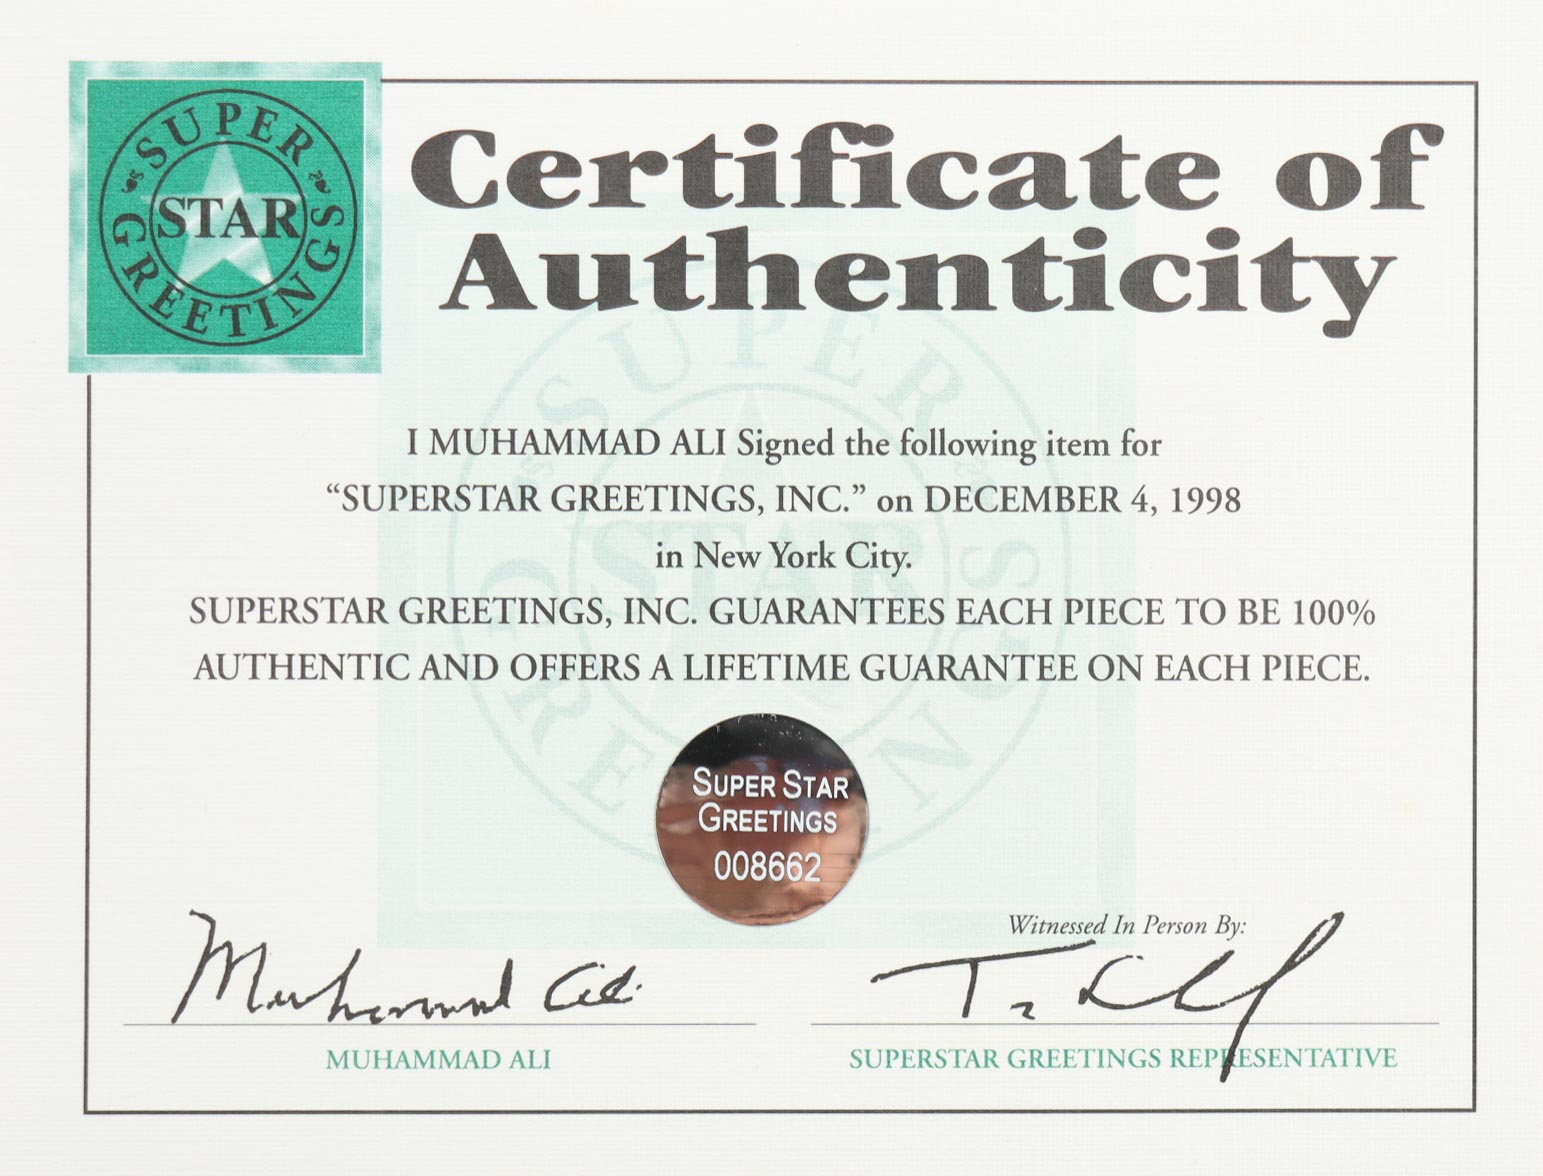 SUPER
STAR
GREETINGS
Certificate of
Authenticity
I MUHAMMAD ALI Signed the following item for
“SUPERSTAR GREETINGS, INC.” on DECEMBER 4, 1998
in New York City.
SUPERSTAR GREETINGS, INC. GUARANTEES EACH PIECE TO BE 100%
AUTHENTIC AND OFFERS A LIFETIME GUARANTEE ON EACH PIECE.
SUPER STAR
GREETINGS
008662
Witnessed In Person By:
Muhammad Ali
MUHAMMAD ALI
SUPERSTAR GREETINGS REPRESENTATIVE